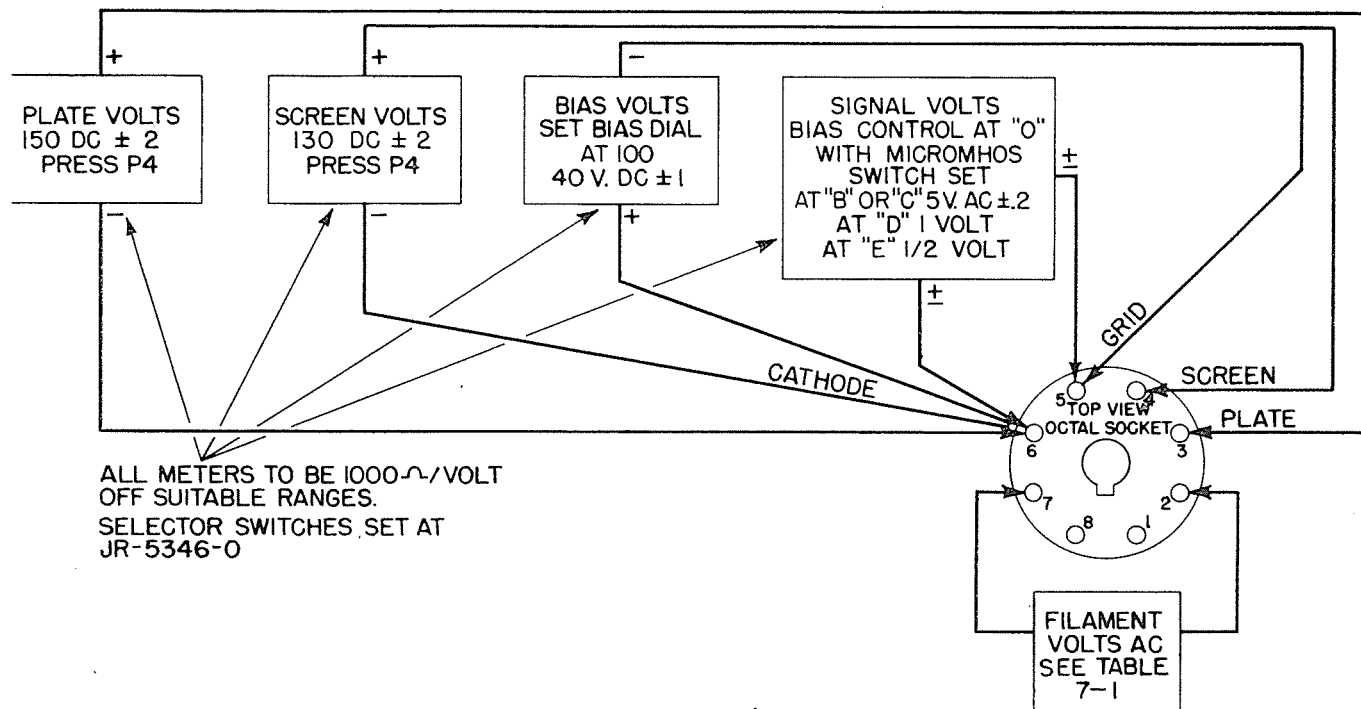 +
PLATE VOLTS
150 DC ± 2
PRESS P4
-
+
SCREEN VOLTS
130 DC ± 2
PRESS P4
-
-
BIAS VOLTS
SET BIAS DIAL
AT 100
40 V. DC ± 1
+
SIGNAL VOLTS
BIAS CONTROL AT "O"
WITH MICROMHOS
SWITCH SET
AT "B" OR "C" 5V. AC ±.2
AT "D" 1 VOLT
AT "E" 1/2 VOLT
±
±
GRID
CATHODE
SCREEN
PLATE
5
4
TOP VIEW
OCTAL SOCKET
6
3
7
2
8
1
ALL METERS TO BE 1000-Ω-/VOLT
OFF SUITABLE RANGES.
SELECTOR SWITCHES SET AT
JR-5346-0
FILAMENT
VOLTS AC
SEE TABLE
7-1